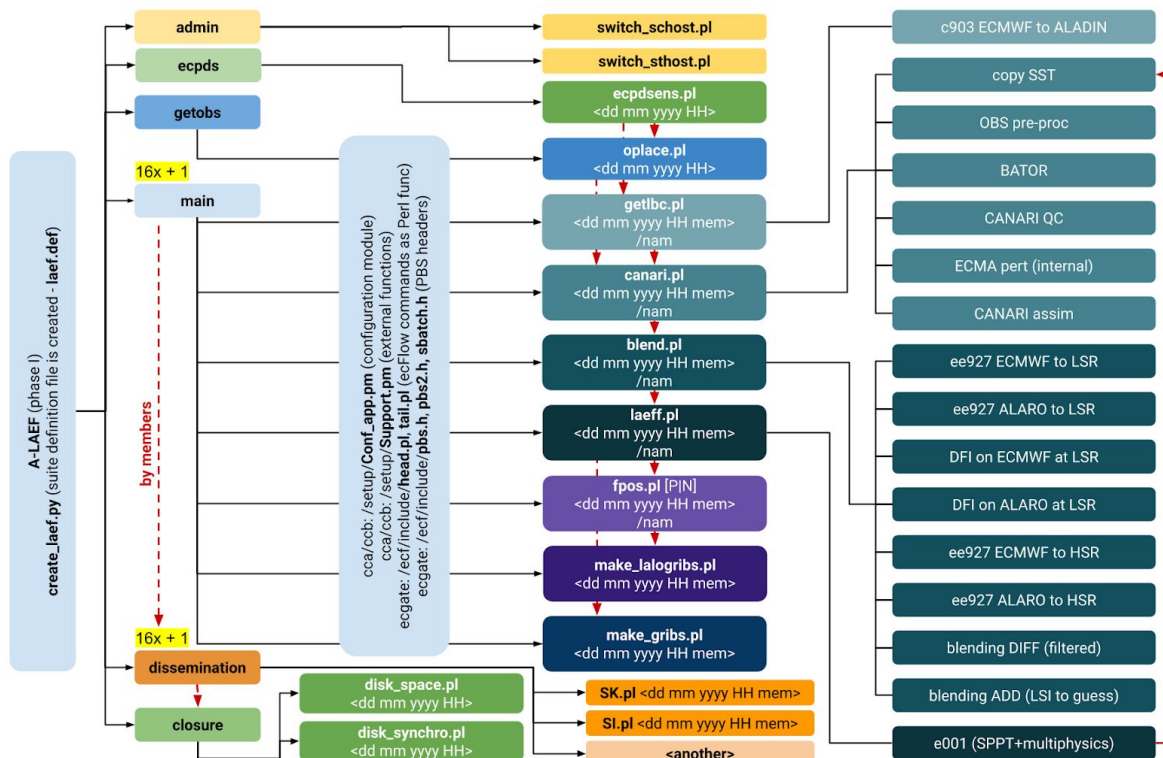 A-LAEF (phase I)
create_laef.py (suite definition file is created - laef.def)
admin
ecpds
getobs
16x + 1
main
by members
16x + 1
dissemination
closure
cca/ccb: /setup/Conf_app.pm (configuration module)
cca/ccb: /setup/Support.pm (external functions)
ecgate: /ecf/include/head.pl, tail.pl (ecFlow commands as Perl func)
ecgate: /ecf/include/pbs.h, pbs2.h, sbatch.h (PBS headers)
disk_space.pl
<dd mm yyyy HH>
disk_synchro.pl
<dd mm yyyy HH>
switch_schost.pl
switch_sthost.pl
ecpdsens.pl
<dd mm yyyy HH>
oplace.pl
<dd mm yyyy HH>
getlbc.pl
<dd mm yyyy HH mem>
/nam
canari.pl
<dd mm yyyy HH mem>
/nam
blend.pl
<dd mm yyyy HH mem>
/nam
laeff.pl
<dd mm yyyy HH mem>
/nam
fpos.pl [P|N]
<dd mm yyyy HH mem>
/nam
make_lalogribs.pl
<dd mm yyyy HH mem>
make_gribs.pl
<dd mm yyyy HH mem>
SK.pl <dd mm yyyy HH mem>
SI.pl <dd mm yyyy HH mem>
<another>
c903 ECMWF to ALADIN
copy SST
OBS pre-proc
BATOR
CANARI QC
ECMA pert (internal)
CANARI assim
ee927 ECMWF to LSR
ee927 ALARO to LSR
DFI on ECMWF at LSR
DFI on ALARO at LSR
ee927 ECMWF to HSR
ee927 ALARO to HSR
blending DIFF (filtered)
blending ADD (LSI to guess)
e001 (SPPT+multiphysics)